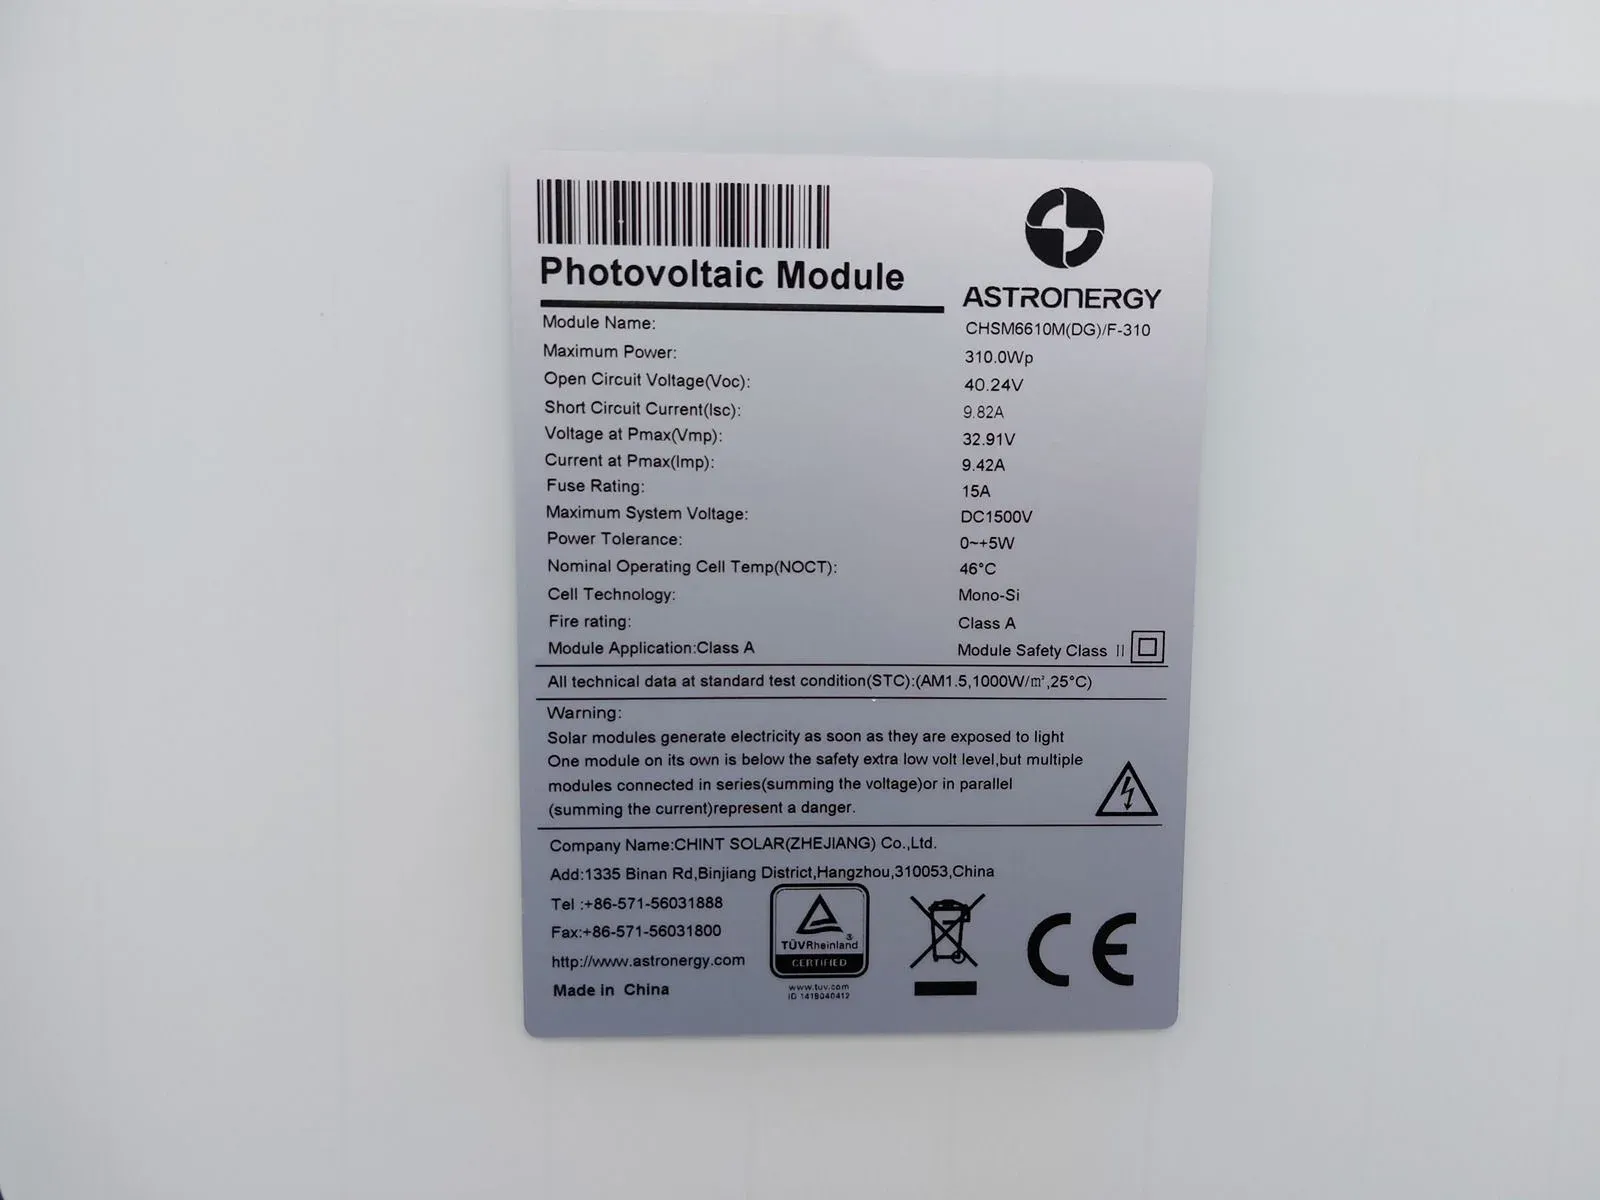 Photovoltaic Module
ASTRONERGY
Module Name: CHSM6610M(DG)/F-310
Maximum Power: 310.0Wp
Open Circuit Voltage(Voc): 40.24V
Short Circuit Current(Isc): 9.82A
Voltage at Pmax(Vmp): 32.91V
Current at Pmax(Imp): 9.42A
Fuse Rating: 15A
Maximum System Voltage: DC1500V
Power Tolerance: 0~+5W
Nominal Operating Cell Temp(NOCT): 46°C
Cell Technology: Mono-Si
Fire rating: Class A
Module Application:Class A Module Safety Class II
All technical data at standard test condition(STC):(AM1.5,1000W/m²,25°C)
Warning:
Solar modules generate electricity as soon as they are exposed to light
One module on its own is below the safety extra low volt level,but multiple
modules connected in series(summing the voltage)or in parallel
(summing the current)represent a danger.
Company Name:CHINT SOLAR(ZHEJIANG) Co.,Ltd.
Add:1335 Binan Rd,Binjiang District,Hangzhou,310053,China
Tel :+86-571-56031888
Fax:+86-571-56031800
http://www.astronergy.com
Made in China
TÜVRheinland®
CERTIFIED
www.tuv.com
ID 1419040412
CE